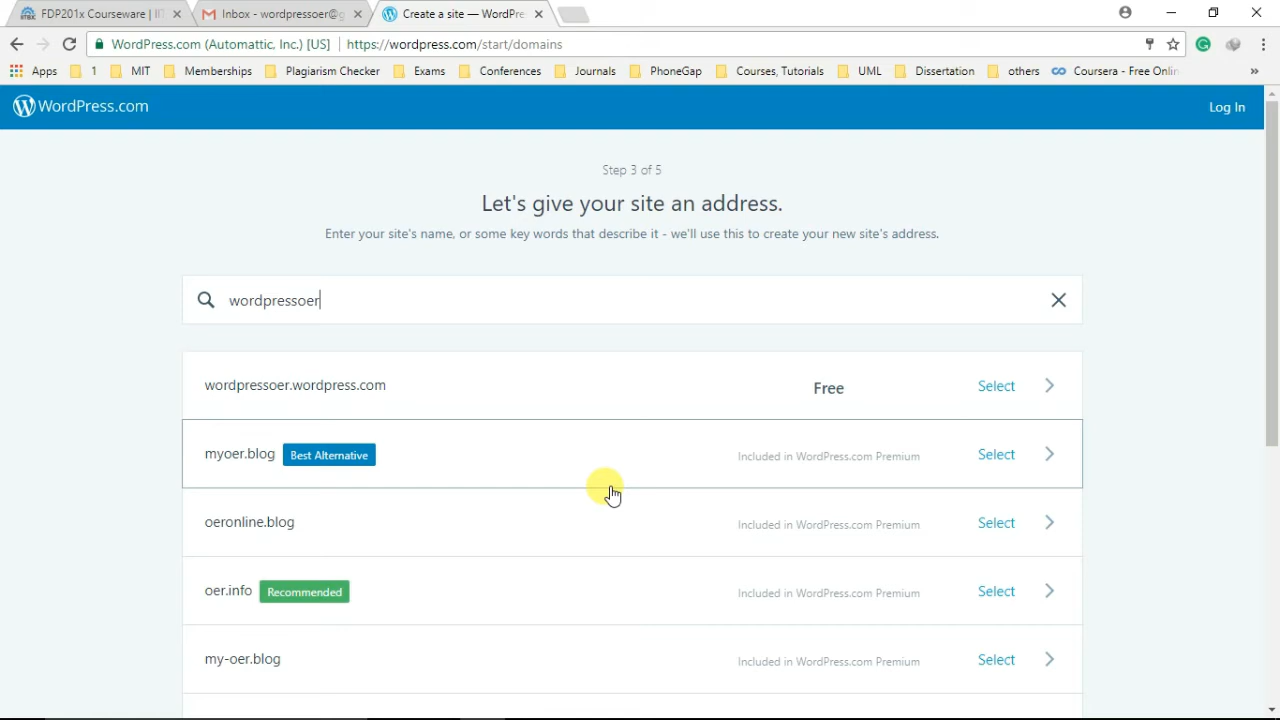 FDP201x Courseware | II
Inbox - wordpressoer@g
Create a site — WordPre
WordPress.com (Automattic, Inc.) [US]
https://wordpress.com/start/domains
Apps
1
MIT
Memberships
Plagiarism Checker
Exams
Conferences
Journals
PhoneGap
Courses, Tutorials
UML
Dissertation
others
Coursera - Free Onlin
»
WordPress.com
Log In
Step 3 of 5
Let's give your site an address.
Enter your site's name, or some key words that describe it - we'll use this to create your new site's address.
wordpressoer
wordpressoer.wordpress.com Free Select
myoer.blog Best Alternative Included in WordPress.com Premium Select
oeronline.blog Included in WordPress.com Premium Select
oer.info Recommended Included in WordPress.com Premium Select
my-oer.blog Included in WordPress.com Premium Select